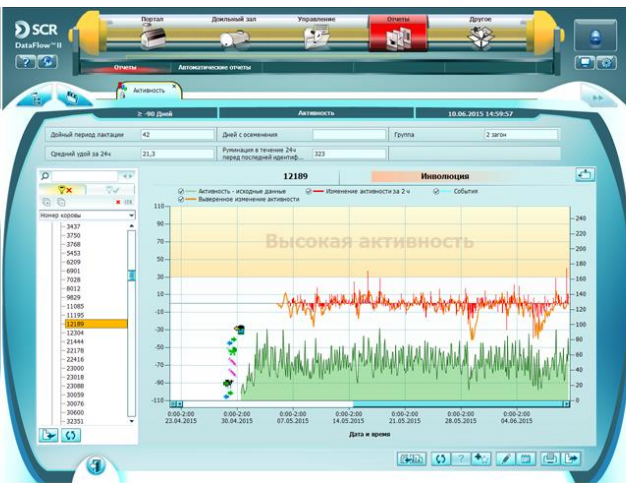 SCR
DataFlow™II
Портал
Доильный зал
Управление
Отчеты
Другое
Отчеты
Автоматические отчеты
Активность
≥ -90 Дней
Активность
10.06.2015 14:59:57
Дойный период лактации
42
Дней с осеменения
Группа
2 загон
Средний удой за 24ч
21,3
Руминация в течение 24ч
перед последней идентиф...
323
12189
Инволюция
Активность - исходные данные
Изменение активности за 2 ч
События
Выверенное изменение активности
Номер коровы
3437
3750
3768
5453
6209
6901
7028
8012
9829
11085
11195
12189
12304
21444
22178
22416
23000
23018
23088
30059
30076
30600
32351
Высокая активность
110
90
70
50
30
10
-10
-30
-50
-70
-90
-110
240
220
200
180
160
140
120
100
80
60
40
20
0
0:00-2:00
23.04.2015
0:00-2:00
30.04.2015
0:00-2:00
07.05.2015
0:00-2:00
14.05.2015
0:00-2:00
21.05.2015
0:00-2:00
28.05.2015
0:00-2:00
04.06.2015
Дата и время